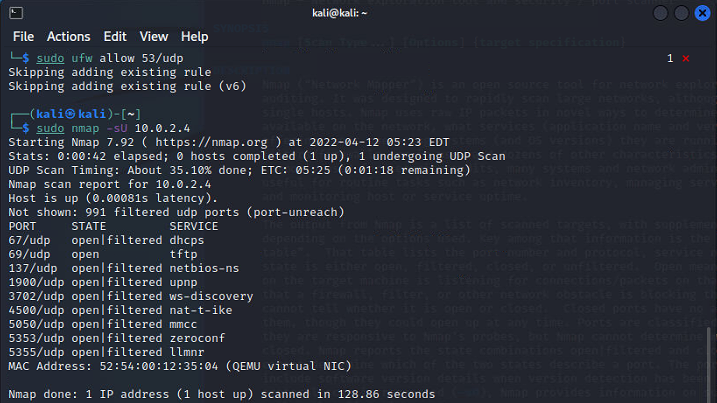 kali@kali: ~
File Actions Edit View Help
└─$ sudo ufw allow 53/udp 1 ⨯
Skipping adding existing rule
Skipping adding existing rule (v6)
┌──(kali㉿kali)-[~]
└─$ sudo nmap -sU 10.0.2.4
Starting Nmap 7.92 ( https://nmap.org ) at 2022-04-12 05:23 EDT
Stats: 0:00:42 elapsed; 0 hosts completed (1 up), 1 undergoing UDP Scan
UDP Scan Timing: About 35.10% done; ETC: 05:25 (0:01:18 remaining)
Nmap scan report for 10.0.2.4
Host is up (0.00081s latency).
Not shown: 991 filtered udp ports (port-unreach)
PORT STATE SERVICE
67/udp open|filtered dhcps
69/udp open tftp
137/udp open|filtered netbios-ns
1900/udp open|filtered upnp
3702/udp open|filtered ws-discovery
4500/udp open|filtered nat-t-ike
5050/udp open|filtered mmcc
5353/udp open|filtered zeroconf
5355/udp open|filtered llmnr
MAC Address: 52:54:00:12:35:04 (QEMU virtual NIC)
Nmap done: 1 IP address (1 host up) scanned in 128.86 seconds